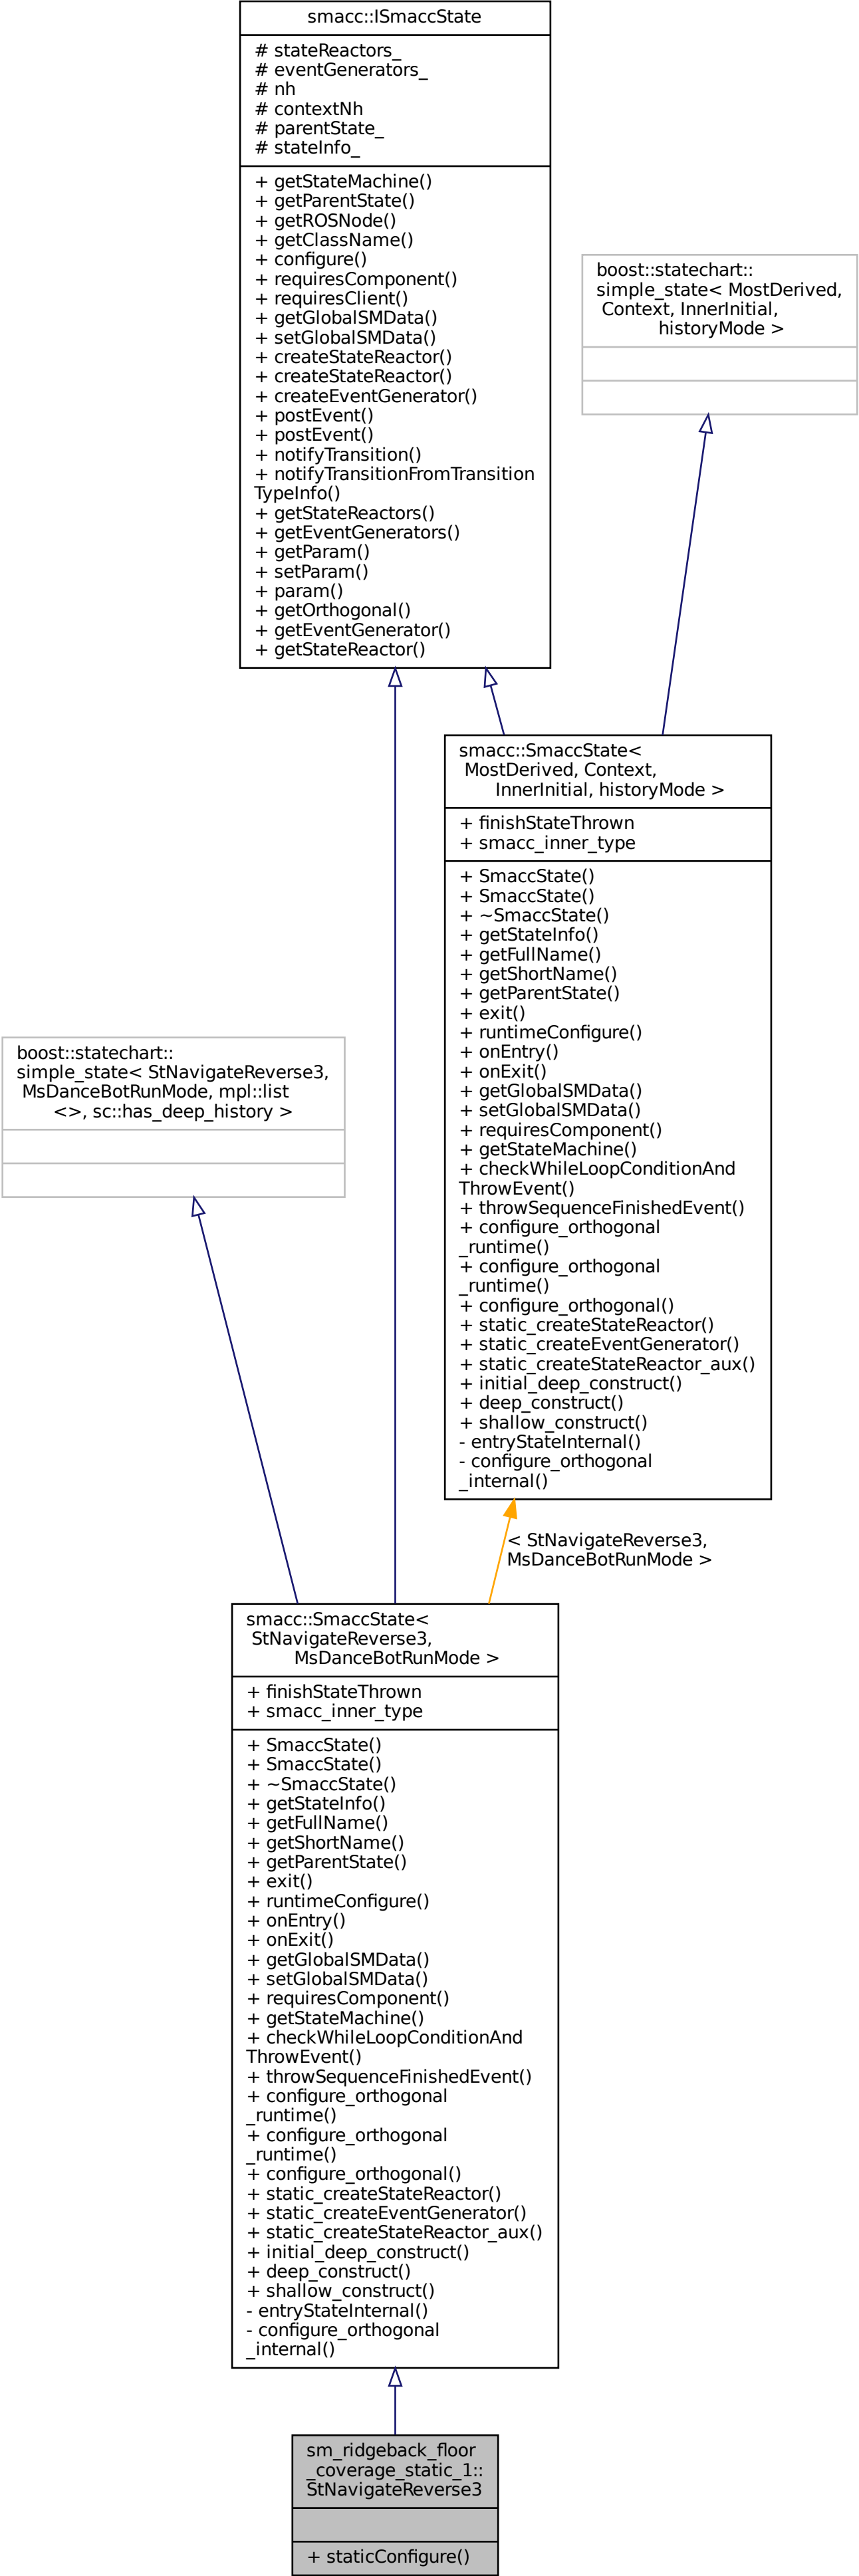 smacc::ISmaccState
# stateReactors_
# eventGenerators_
# nh
# contextNh
# parentState_
# stateInfo_
+ getStateMachine()
+ getParentState()
+ getROSNode()
+ getClassName()
+ configure()
+ requiresComponent()
+ requiresClient()
+ getGlobalSMData()
+ setGlobalSMData()
+ createStateReactor()
+ createStateReactor()
+ createEventGenerator()
+ postEvent()
+ postEvent()
+ notifyTransition()
+ notifyTransitionFromTransition
TypeInfo()
+ getStateReactors()
+ getEventGenerators()
+ getParam()
+ setParam()
+ param()
+ getOrthogonal()
+ getEventGenerator()
+ getStateReactor()
boost::statechart::
simple_state< MostDerived,
Context, InnerInitial,
historyMode >
smacc::SmaccState<
MostDerived, Context,
InnerInitial, historyMode >
+ finishStateThrown
+ smacc_inner_type
+ SmaccState()
+ SmaccState()
+ ~SmaccState()
+ getStateInfo()
+ getFullName()
+ getShortName()
+ getParentState()
+ exit()
+ runtimeConfigure()
+ onEntry()
+ onExit()
+ getGlobalSMData()
+ setGlobalSMData()
+ requiresComponent()
+ getStateMachine()
+ checkWhileLoopConditionAnd
ThrowEvent()
+ throwSequenceFinishedEvent()
+ configure_orthogonal
_runtime()
+ configure_orthogonal
_runtime()
+ configure_orthogonal()
+ static_createStateReactor()
+ static_createEventGenerator()
+ static_createStateReactor_aux()
+ initial_deep_construct()
+ deep_construct()
+ shallow_construct()
- entryStateInternal()
- configure_orthogonal
_internal()
boost::statechart::
simple_state< StNavigateReverse3,
MsDanceBotRunMode, mpl::list
<>, sc::has_deep_history >
< StNavigateReverse3,
MsDanceBotRunMode >
smacc::SmaccState<
StNavigateReverse3,
MsDanceBotRunMode >
+ finishStateThrown
+ smacc_inner_type
+ SmaccState()
+ SmaccState()
+ ~SmaccState()
+ getStateInfo()
+ getFullName()
+ getShortName()
+ getParentState()
+ exit()
+ runtimeConfigure()
+ onEntry()
+ onExit()
+ getGlobalSMData()
+ setGlobalSMData()
+ requiresComponent()
+ getStateMachine()
+ checkWhileLoopConditionAnd
ThrowEvent()
+ throwSequenceFinishedEvent()
+ configure_orthogonal
_runtime()
+ configure_orthogonal
_runtime()
+ configure_orthogonal()
+ static_createStateReactor()
+ static_createEventGenerator()
+ static_createStateReactor_aux()
+ initial_deep_construct()
+ deep_construct()
+ shallow_construct()
- entryStateInternal()
- configure_orthogonal
_internal()
sm_ridgeback_floor
_coverage_static_1::
StNavigateReverse3
+ staticConfigure()